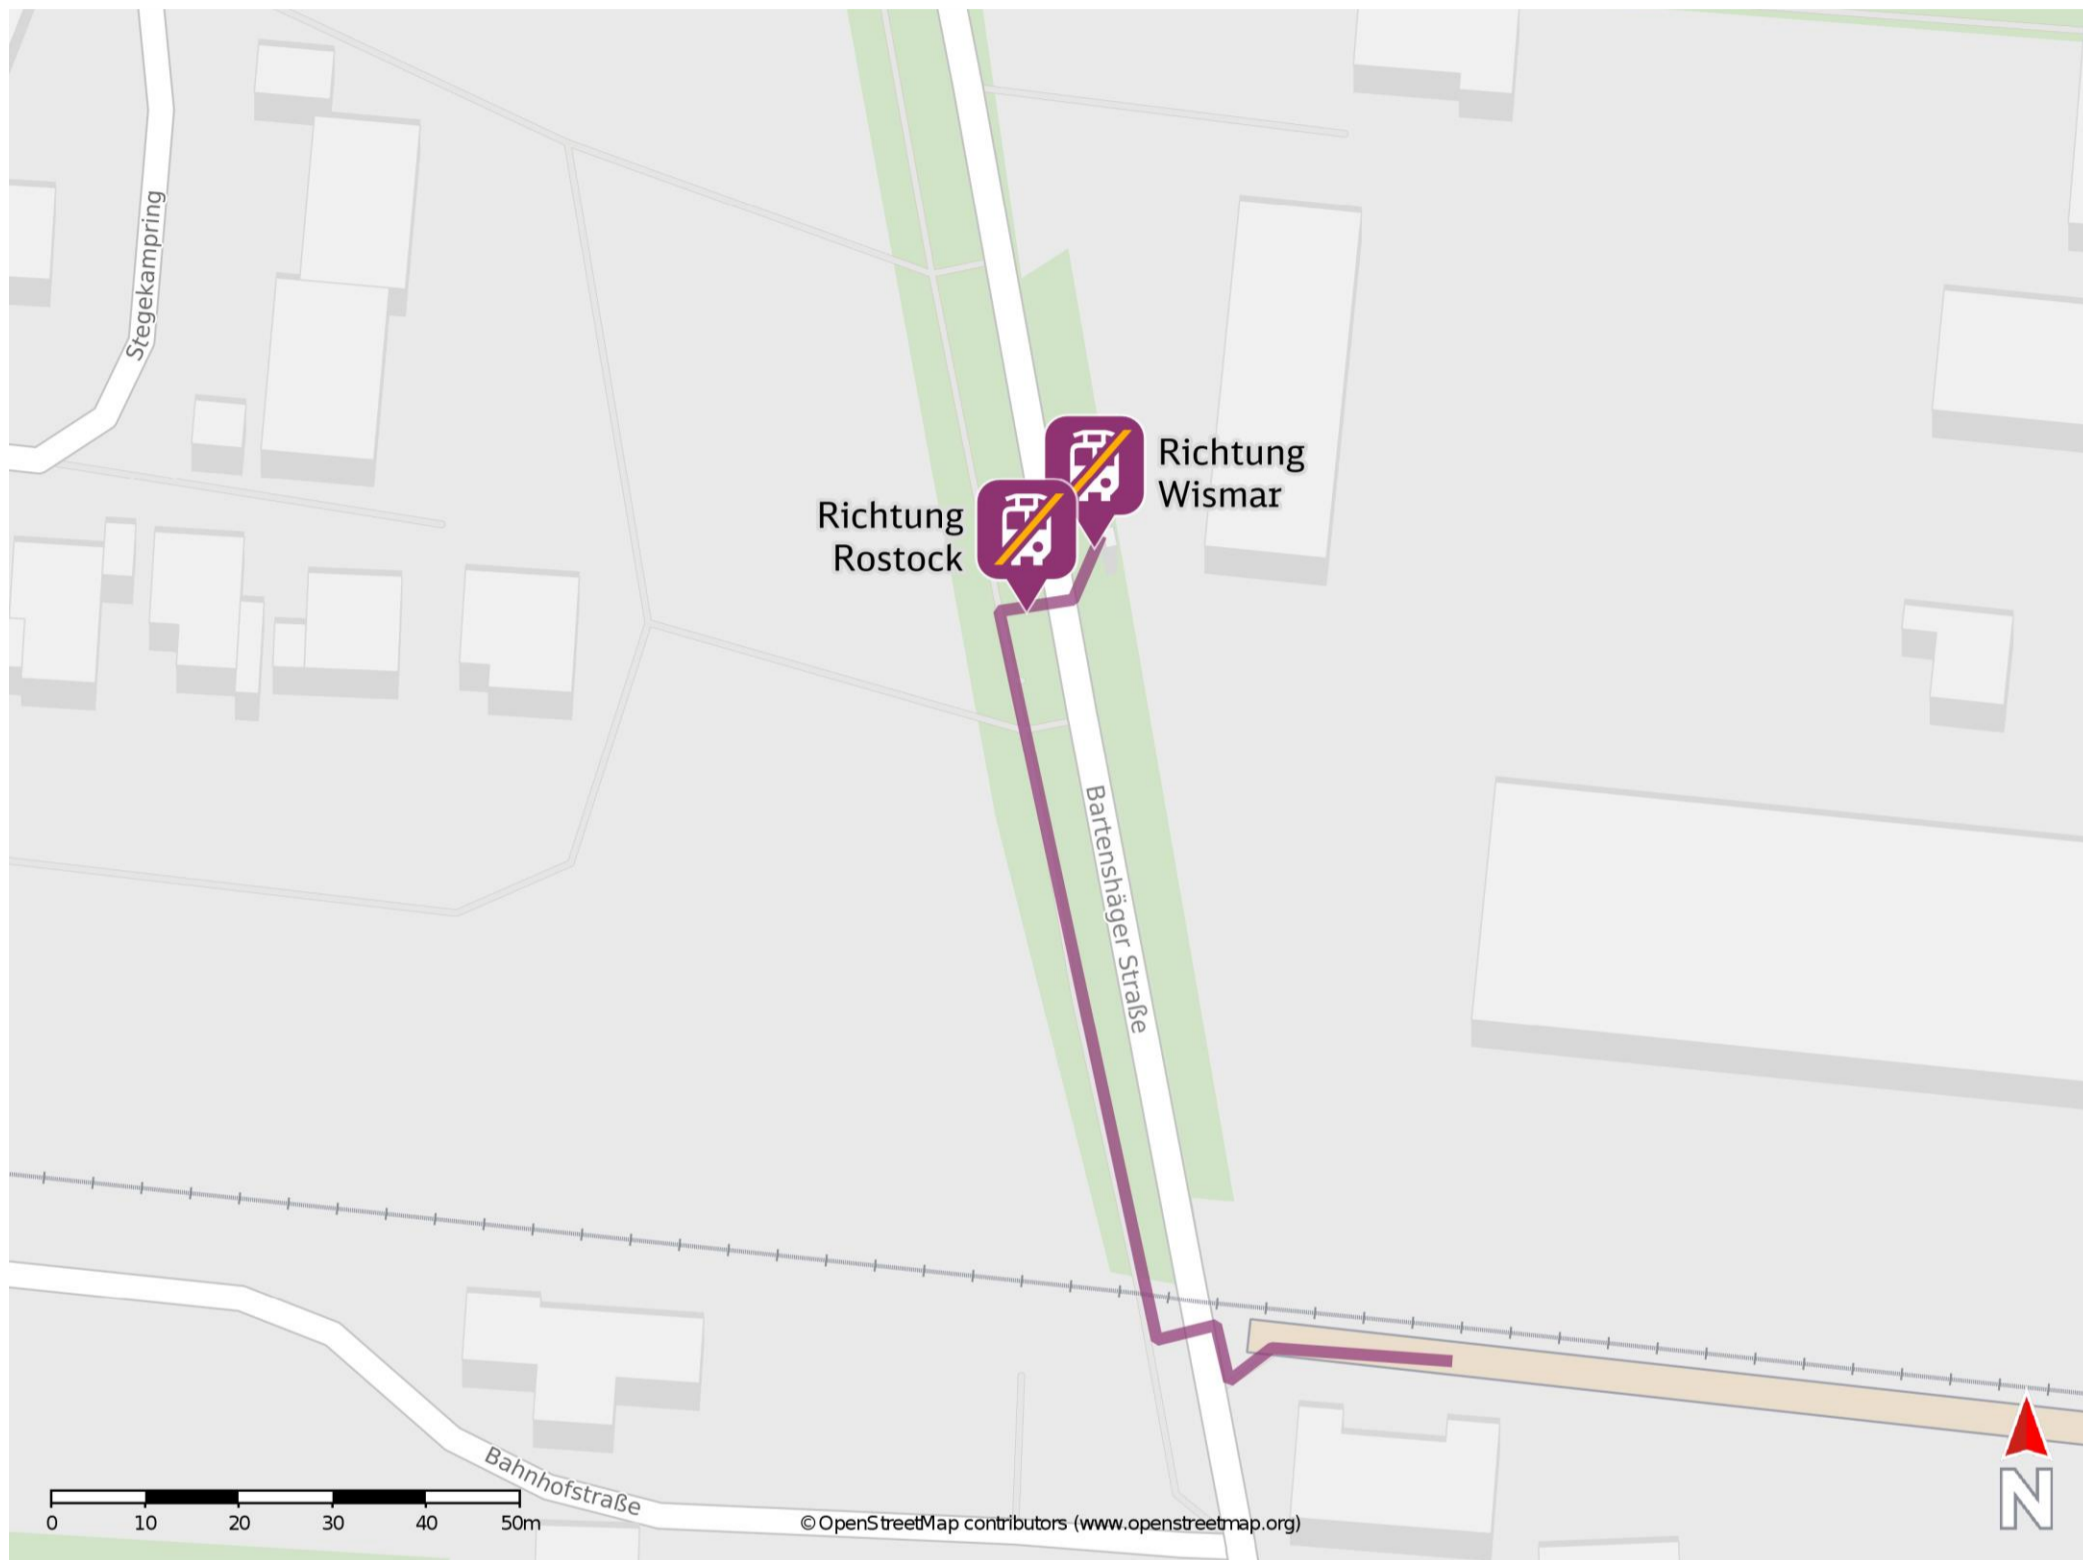 Stegekampring
Richtung
Wismar
Richtung
Rostock
Bartenshäger Straße
Bahnhofstraße
0 10 20 30 40 50m
© OpenStreetMap contributors (www.openstreetmap.org)
N